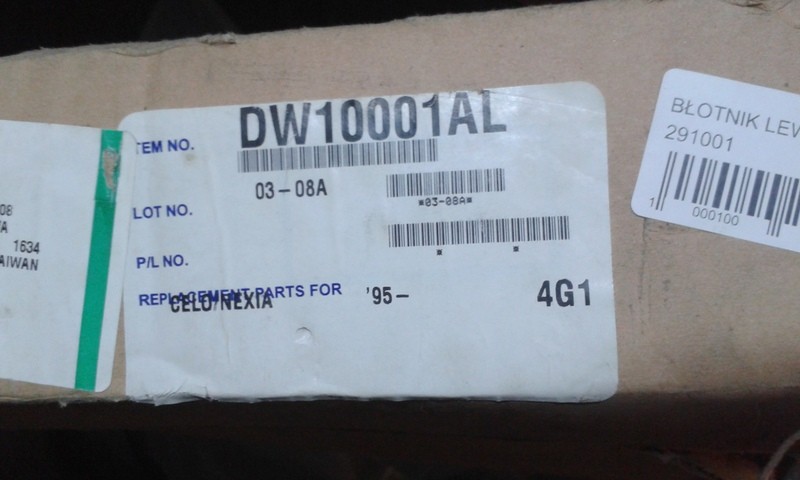 08
1634
AIWAN
TEM NO.
DW10001AL
03-08A
*03-08A*
LOT NO.
P/L NO.
* *
REPLACEMENT PARTS FOR
CELO/NEXIA '95- 4G1
BŁOTNIK LEW
291001
1 000100